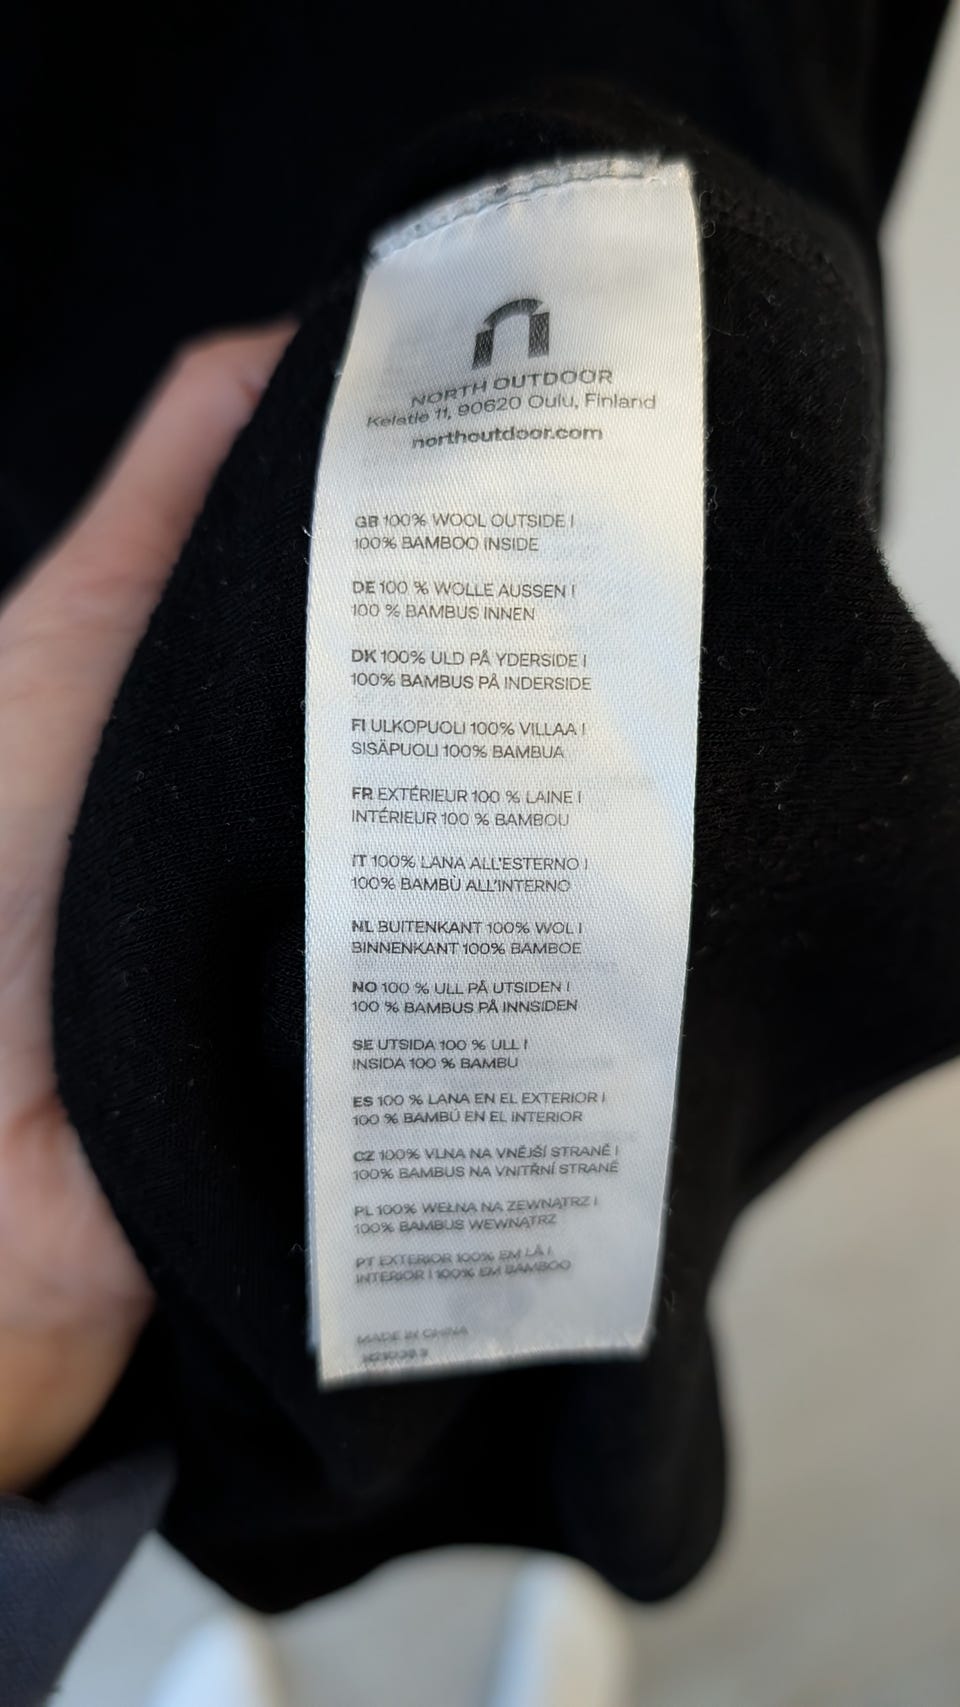 NORTH OUTDOOR
Kelatie 11, 90620 Oulu, Finland
northoutdoor.com
GB 100% WOOL OUTSIDE |
100% BAMBOO INSIDE
DE 100 % WOLLE AUSSEN |
100 % BAMBUS INNEN
DK 100% ULD PÅ YDERSIDE |
100% BAMBUS PÅ INDERSIDE
FI ULKOPUOLI 100% VILLAA |
SISÄPUOLI 100% BAMBUA
FR EXTÉRIEUR 100 % LAINE |
INTÉRIEUR 100 % BAMBOU
IT 100% LANA ALL'ESTERNO |
100% BAMBÙ ALL'INTERNO
NL BUITENKANT 100% WOL |
BINNENKANT 100% BAMBOE
NO 100 % ULL PÅ UTSIDEN |
100 % BAMBUS PÅ INNSIDEN
SE UTSIDA 100 % ULL |
INSIDA 100 % BAMBU
ES 100 % LANA EN EL EXTERIOR |
100 % BAMBÚ EN EL INTERIOR
CZ 100% VLNA NA VNĚJŠÍ STRANĚ |
100% BAMBUS NA VNITŘNÍ STRANĚ
PL 100% WEŁNA NA ZEWNĄTRZ |
100% BAMBUS WEWNĄTRZ
PT EXTERIOR 100% EM LÃ |
INTERIOR | 100% EM BAMBOO
MADE IN CHINA